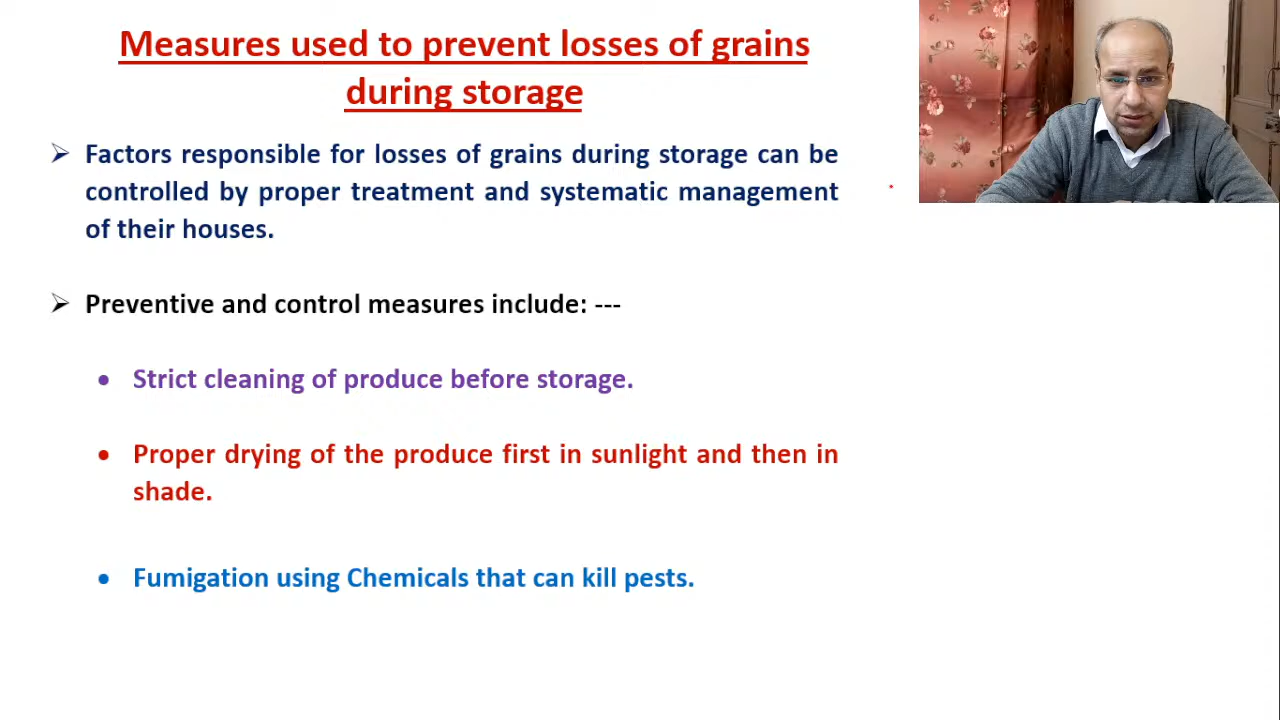 Measures used to prevent losses of grains
during storage
➢ Factors responsible for losses of grains during storage can be
controlled by proper treatment and systematic management
of their houses.
➢ Preventive and control measures include: ---
• Strict cleaning of produce before storage.
• Proper drying of the produce first in sunlight and then in
shade.
• Fumigation using Chemicals that can kill pests.